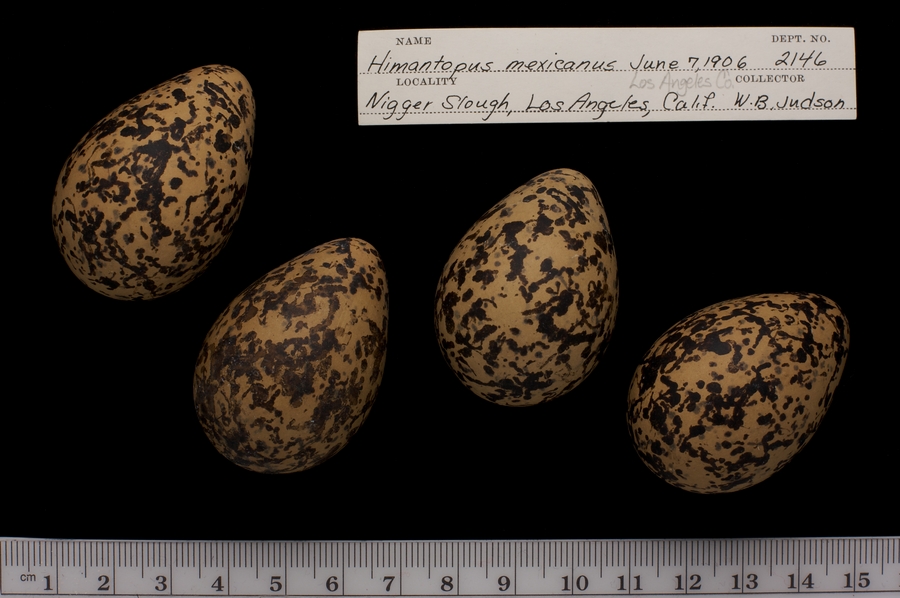 NAME DEPT. NO.
Himantopus mexicanus June 7, 1906 2146
LOCALITY Los Angeles Co. COLLECTOR
Nigger Slough, Los Angeles, Calif. W.B. Judson
cm 1 2 3 4 5 6 7 8 9 10 11 12 13 14 15